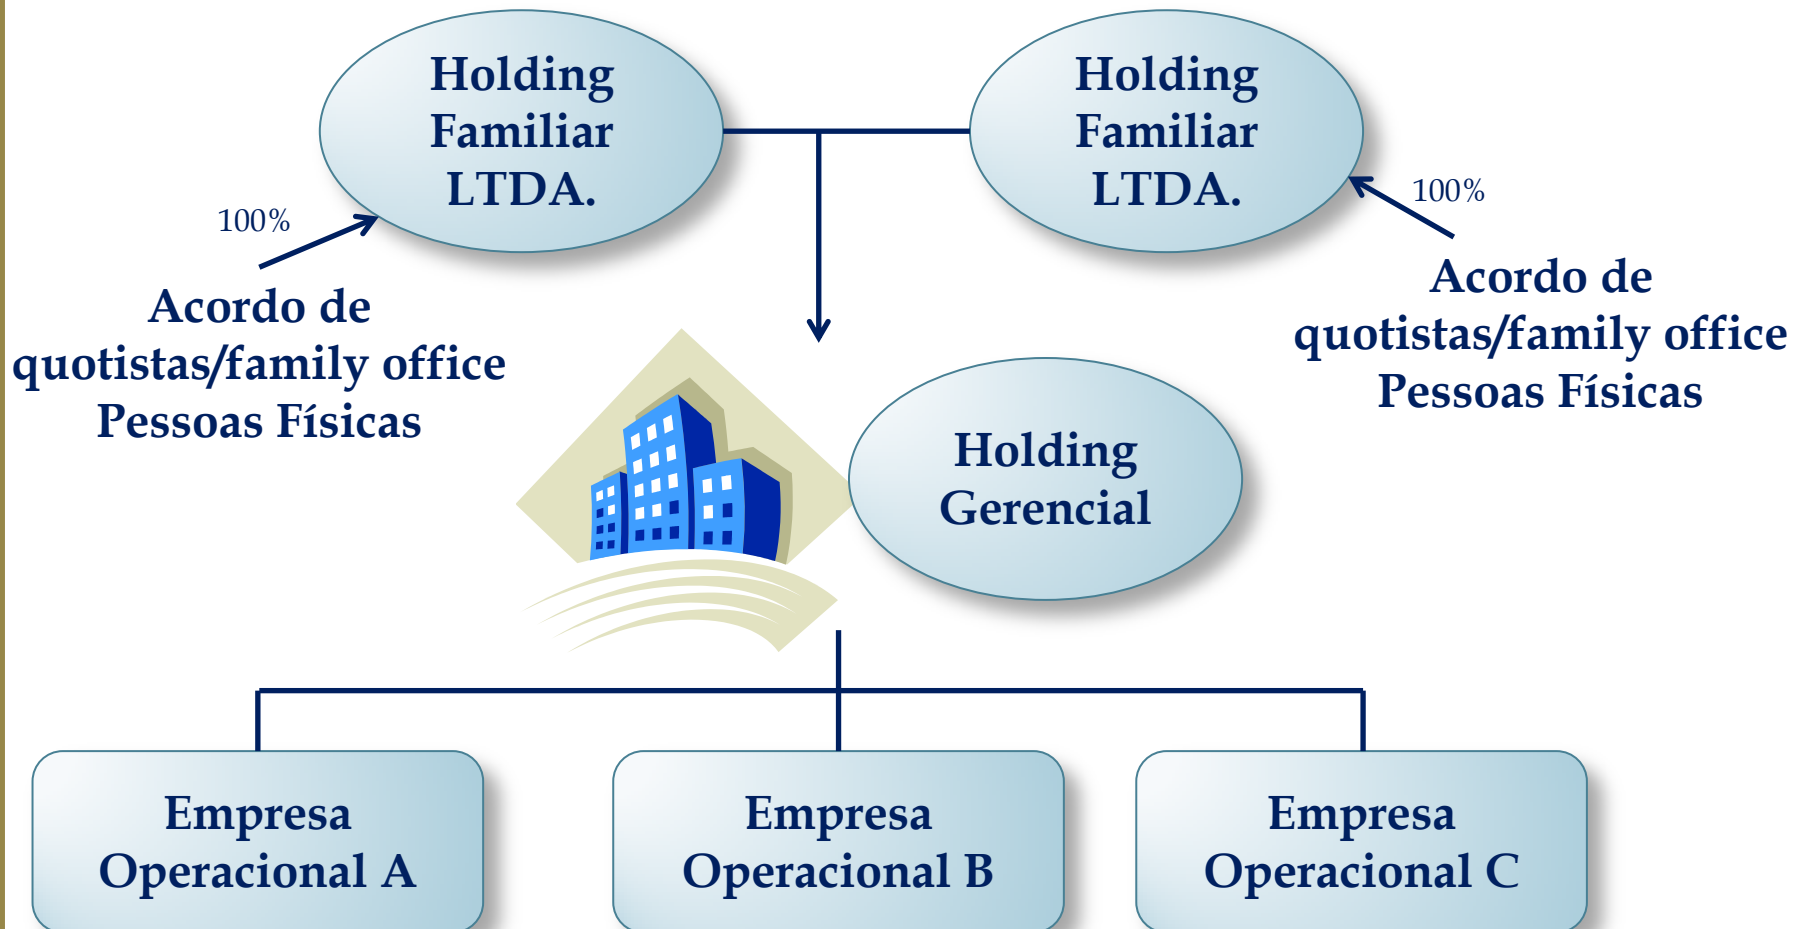 Holding
Familiar
LTDA.
Holding
Familiar
LTDA.
100%
100%
Acordo de
quotistas/family office
Pessoas Físicas
Acordo de
quotistas/family office
Pessoas Físicas
Holding
Gerencial
Empresa
Operacional A
Empresa
Operacional B
Empresa
Operacional C